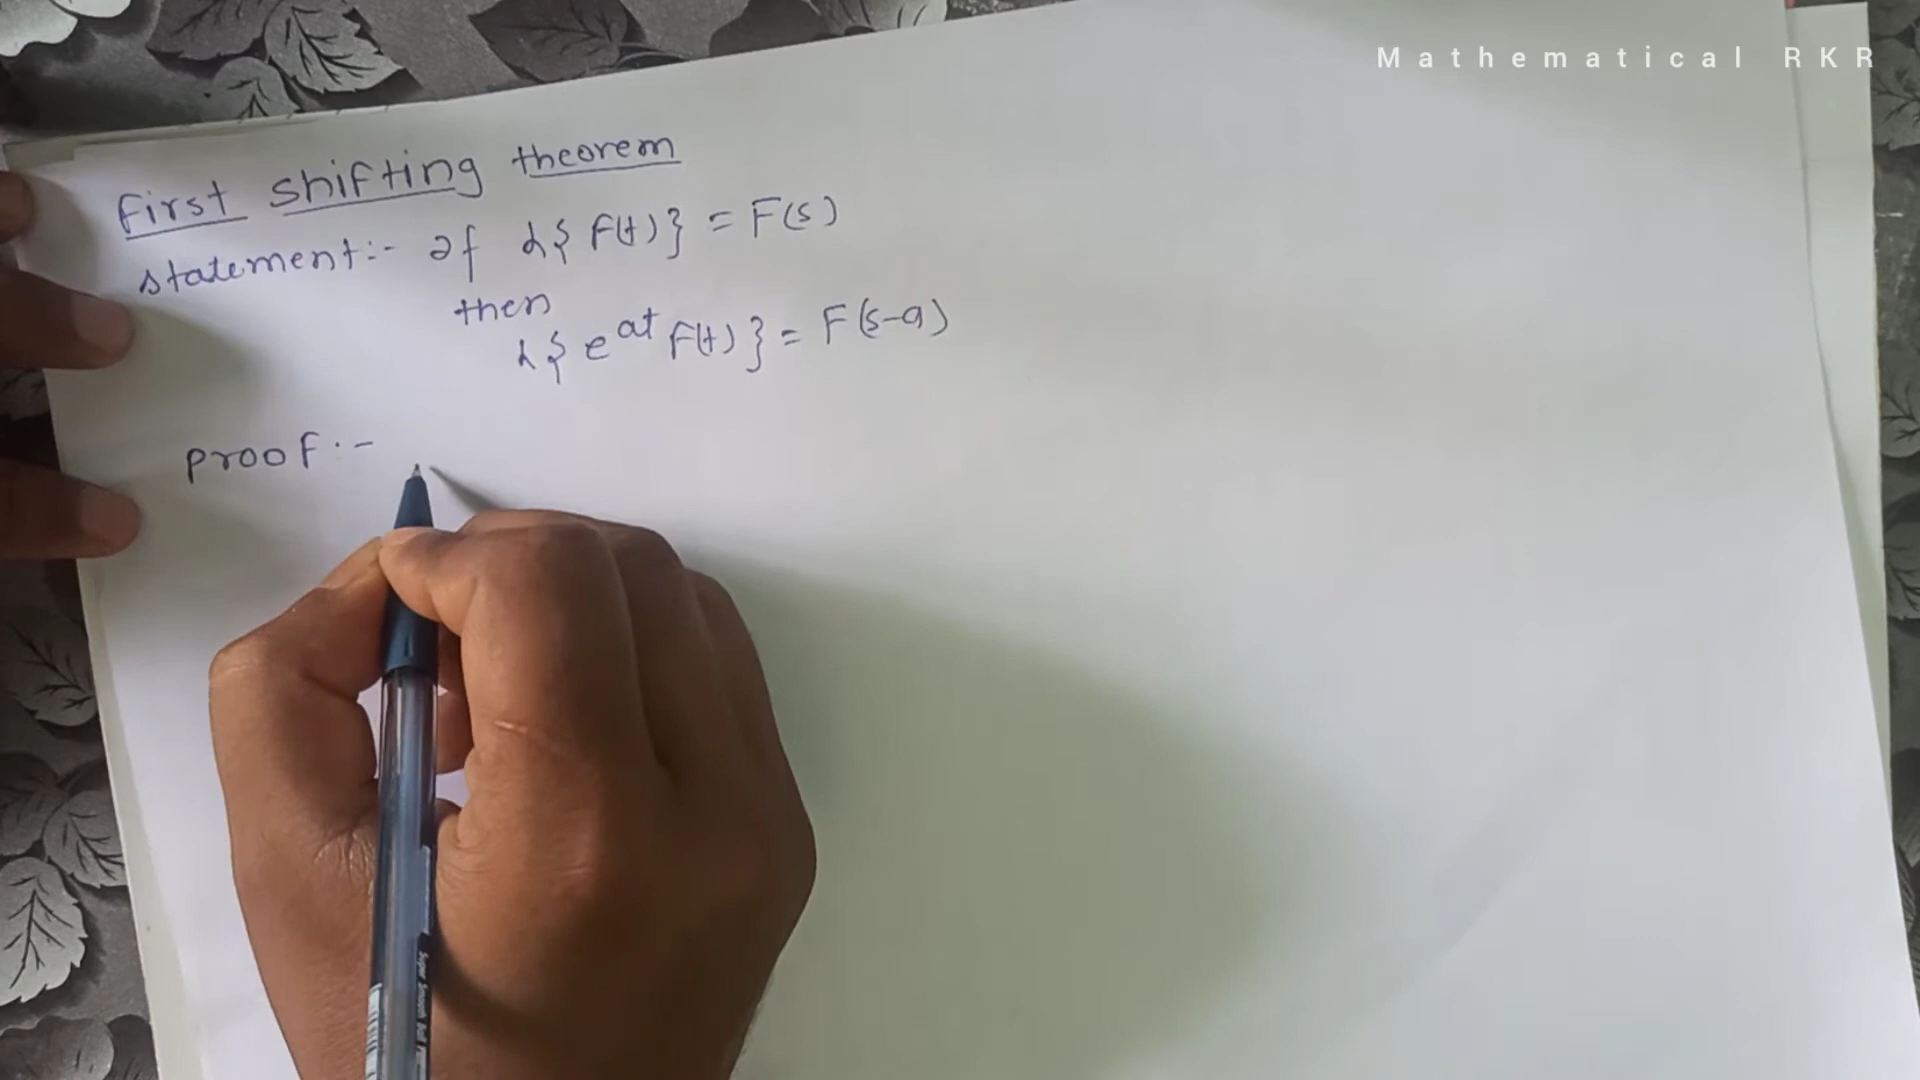 Mathematical RKR
First shifting theorem
statement:- If L{F(t)} = F(s)
then
L{e^at F(t)} = F(s-a)
proof:-